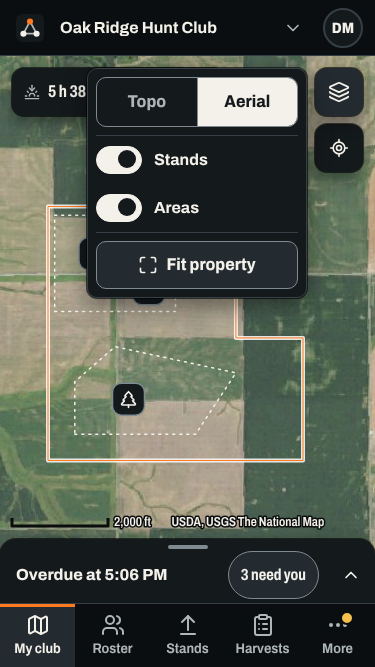 Oak Ridge Hunt Club
DM
5 h 38
Topo
Aerial
Stands
Areas
Fit property
2,000 ft
USDA, USGS The National Map
Overdue at 5:06 PM
3 need you
My club
Roster
Stands
Harvests
More